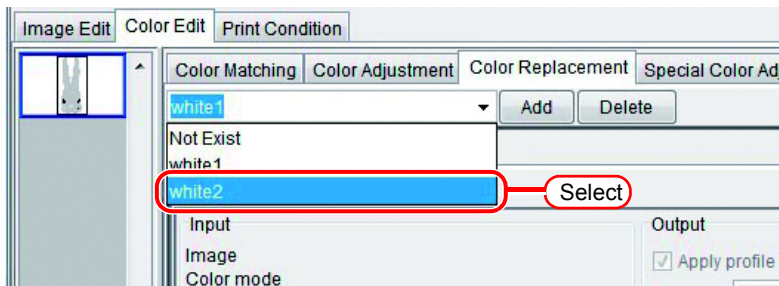 Image Edit Color Edit Print Condition
Color Matching Color Adjustment Color Replacement Special Color Ad
white1 Add Delete
Not Exist
white1
white2 Select
Input Output
Image Apply profile
Color mode